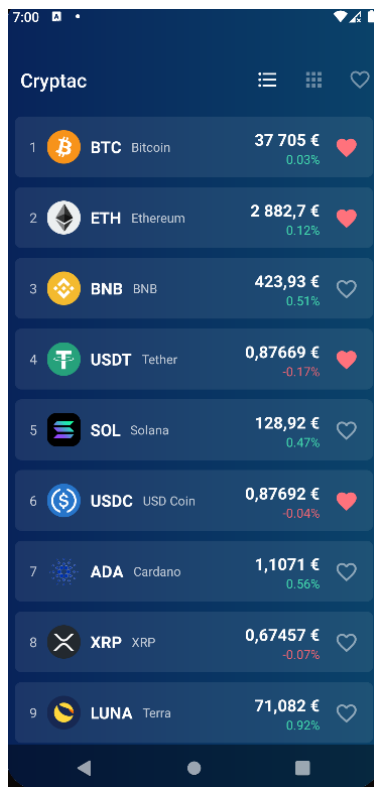 7:00
Cryptac
1 BTC Bitcoin 37 705 €
0.03%
2 ETH Ethereum 2 882,7 €
0.12%
3 BNB BNB 423,93 €
0.51%
4 USDT Tether 0,87669 €
-0.17%
5 SOL Solana 128,92 €
0.47%
6 USDC USD Coin 0,87692 €
-0.04%
7 ADA Cardano 1,1071 €
0.56%
8 XRP XRP 0,67457 €
-0.07%
9 LUNA Terra 71,082 €
0.92%